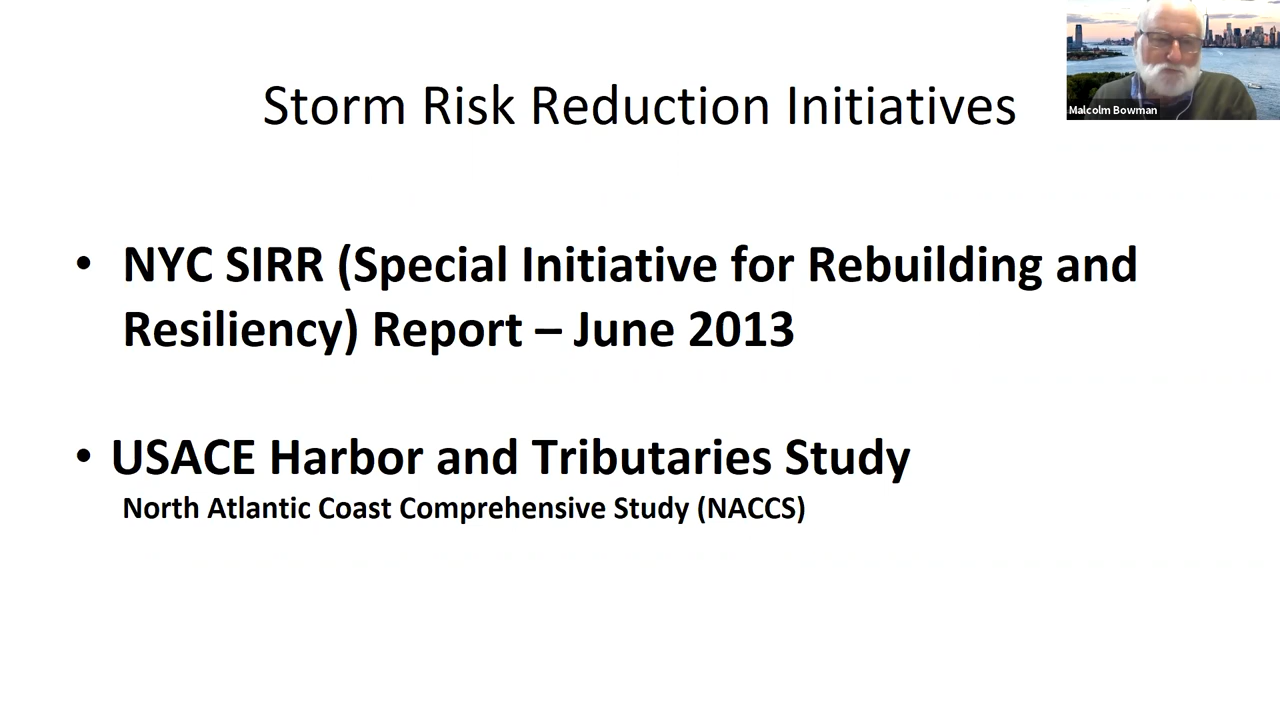 Malcolm Bowman
Storm Risk Reduction Initiatives
• NYC SIRR (Special Initiative for Rebuilding and
Resiliency) Report – June 2013
• USACE Harbor and Tributaries Study
North Atlantic Coast Comprehensive Study (NACCS)